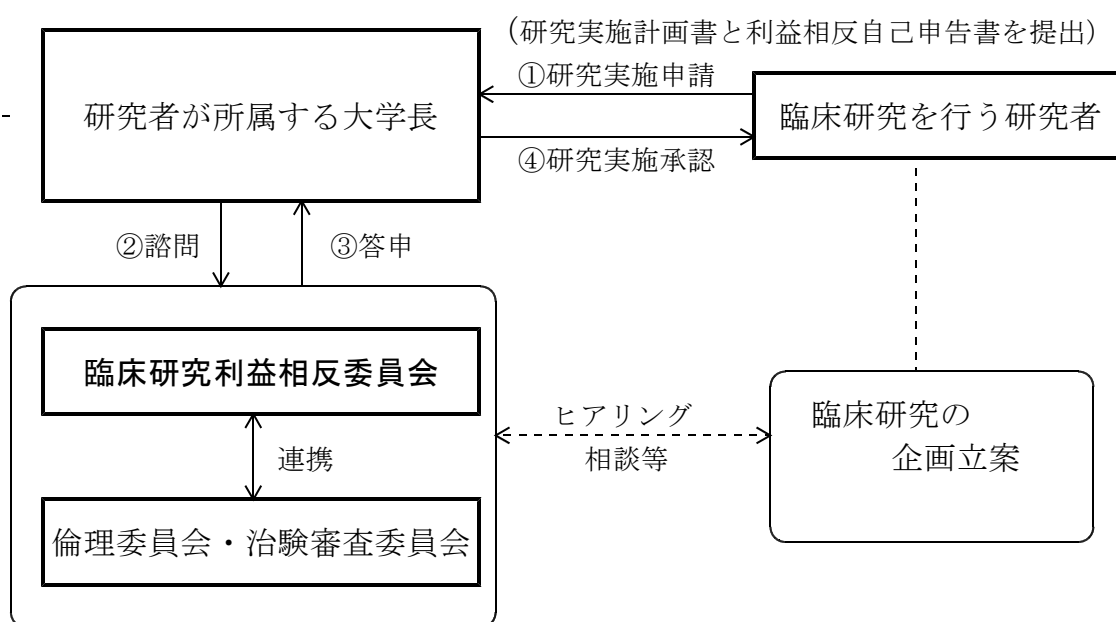 (研究実施計画書と利益相反自己申告書を提出)
①研究実施申請
研究者が所属する大学長
臨床研究を行う研究者
④研究実施承認
②諮問
③答申
臨床研究利益相反委員会
連携
倫理委員会・治験審査委員会
ヒアリング
相談等
臨床研究の
企画立案